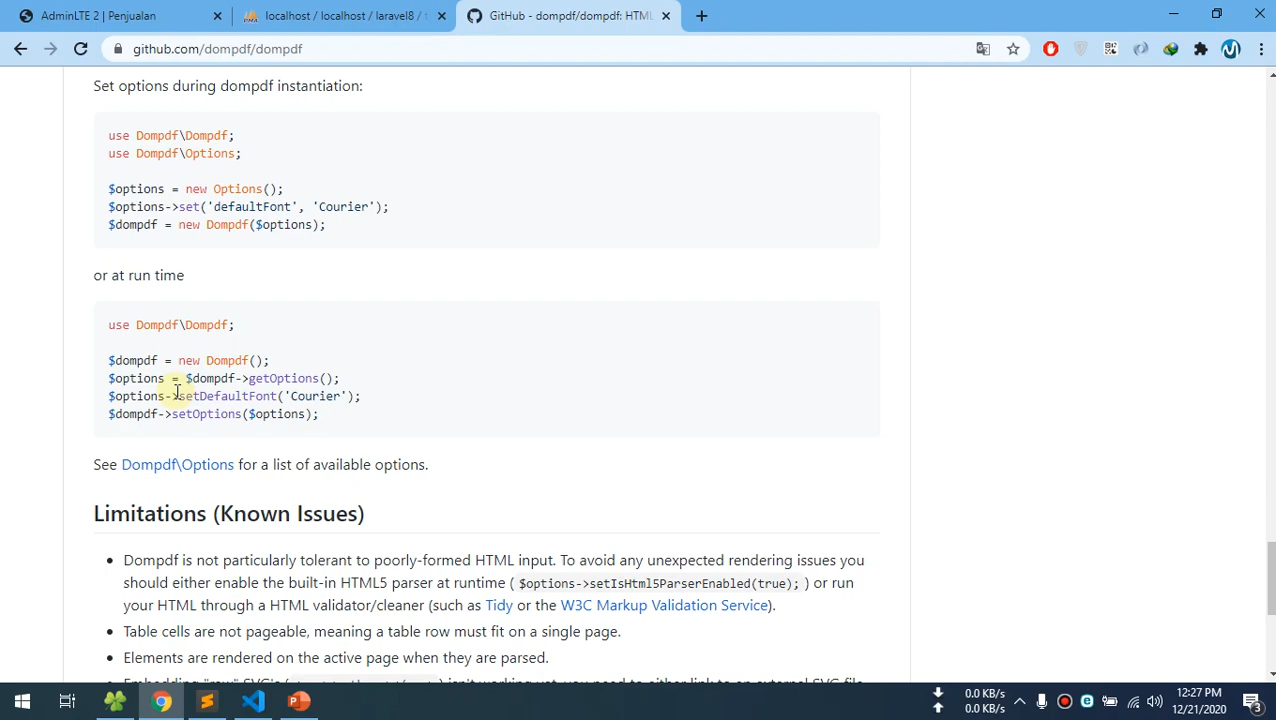 AdminLTE 2 | Penjualan
localhost / localhost / laravel8 / t
GitHub - dompdf/dompdf: HTML
github.com/dompdf/dompdf
Set options during dompdf instantiation:
use Dompdf\Dompdf;
use Dompdf\Options;
$options = new Options();
$options->set('defaultFont', 'Courier');
$dompdf = new Dompdf($options);
or at run time
use Dompdf\Dompdf;
$dompdf = new Dompdf();
$options = $dompdf->getOptions();
$options->setDefaultFont('Courier');
$dompdf->setOptions($options);
See Dompdf\Options for a list of available options.
Limitations (Known Issues)
• Dompdf is not particularly tolerant to poorly-formed HTML input. To avoid any unexpected rendering issues you
should either enable the built-in HTML5 parser at runtime ( $options->setIsHtml5ParserEnabled(true); ) or run
your HTML through a HTML validator/cleaner (such as Tidy or the W3C Markup Validation Service).
• Table cells are not pageable, meaning a table row must fit on a single page.
• Elements are rendered on the active page when they are parsed.
0.0 KB/s
0.0 KB/s
12:27 PM
12/21/2020
3